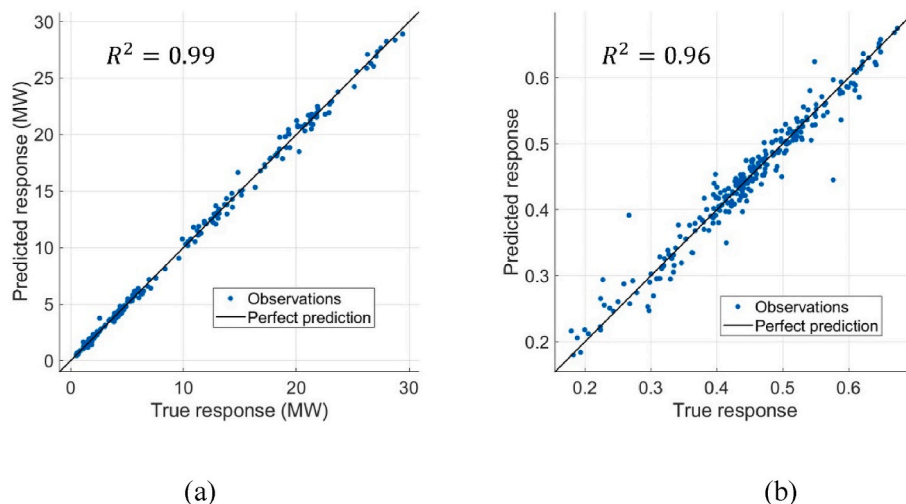 R² = 0.99
Predicted response (MW)
30
25
20
15
10
5
0
0
10
20
30
True response (MW)
Observations
Perfect prediction
(a)
R² = 0.96
Predicted response
0.6
0.5
0.4
0.3
0.2
0.2
0.3
0.4
0.5
0.6
True response
Observations
Perfect prediction
(b)